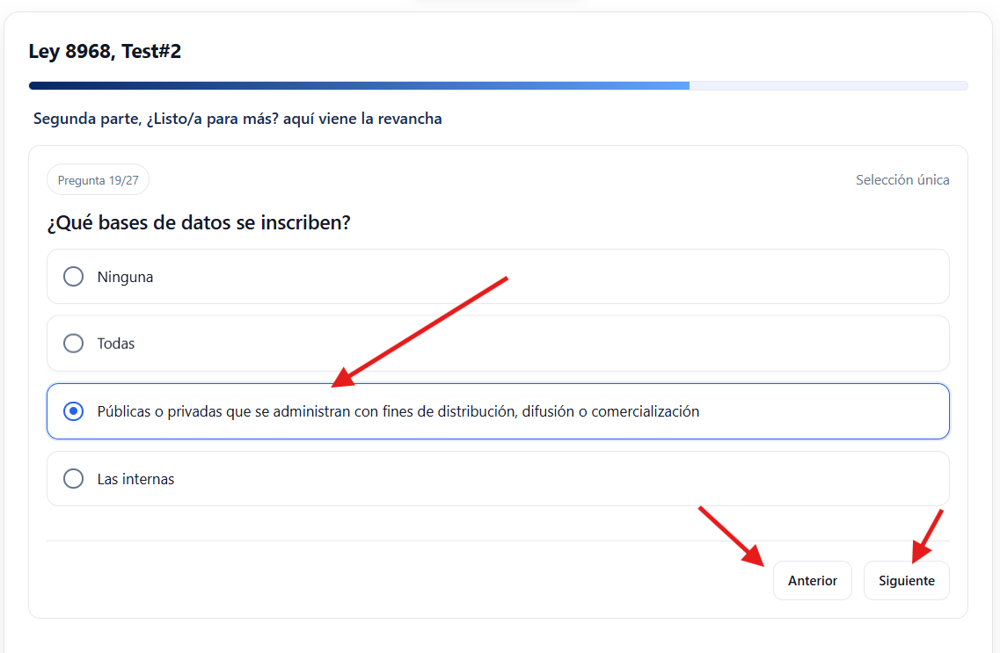 Ley 8968, Test#2
Segunda parte, ¿Listo/a para más? aquí viene la revancha
Pregunta 19/27
Selección única
¿Qué bases de datos se inscriben?
Ninguna
Todas
Públicas o privadas que se administran con fines de distribución, difusión o comercialización
Las internas
Anterior
Siguiente